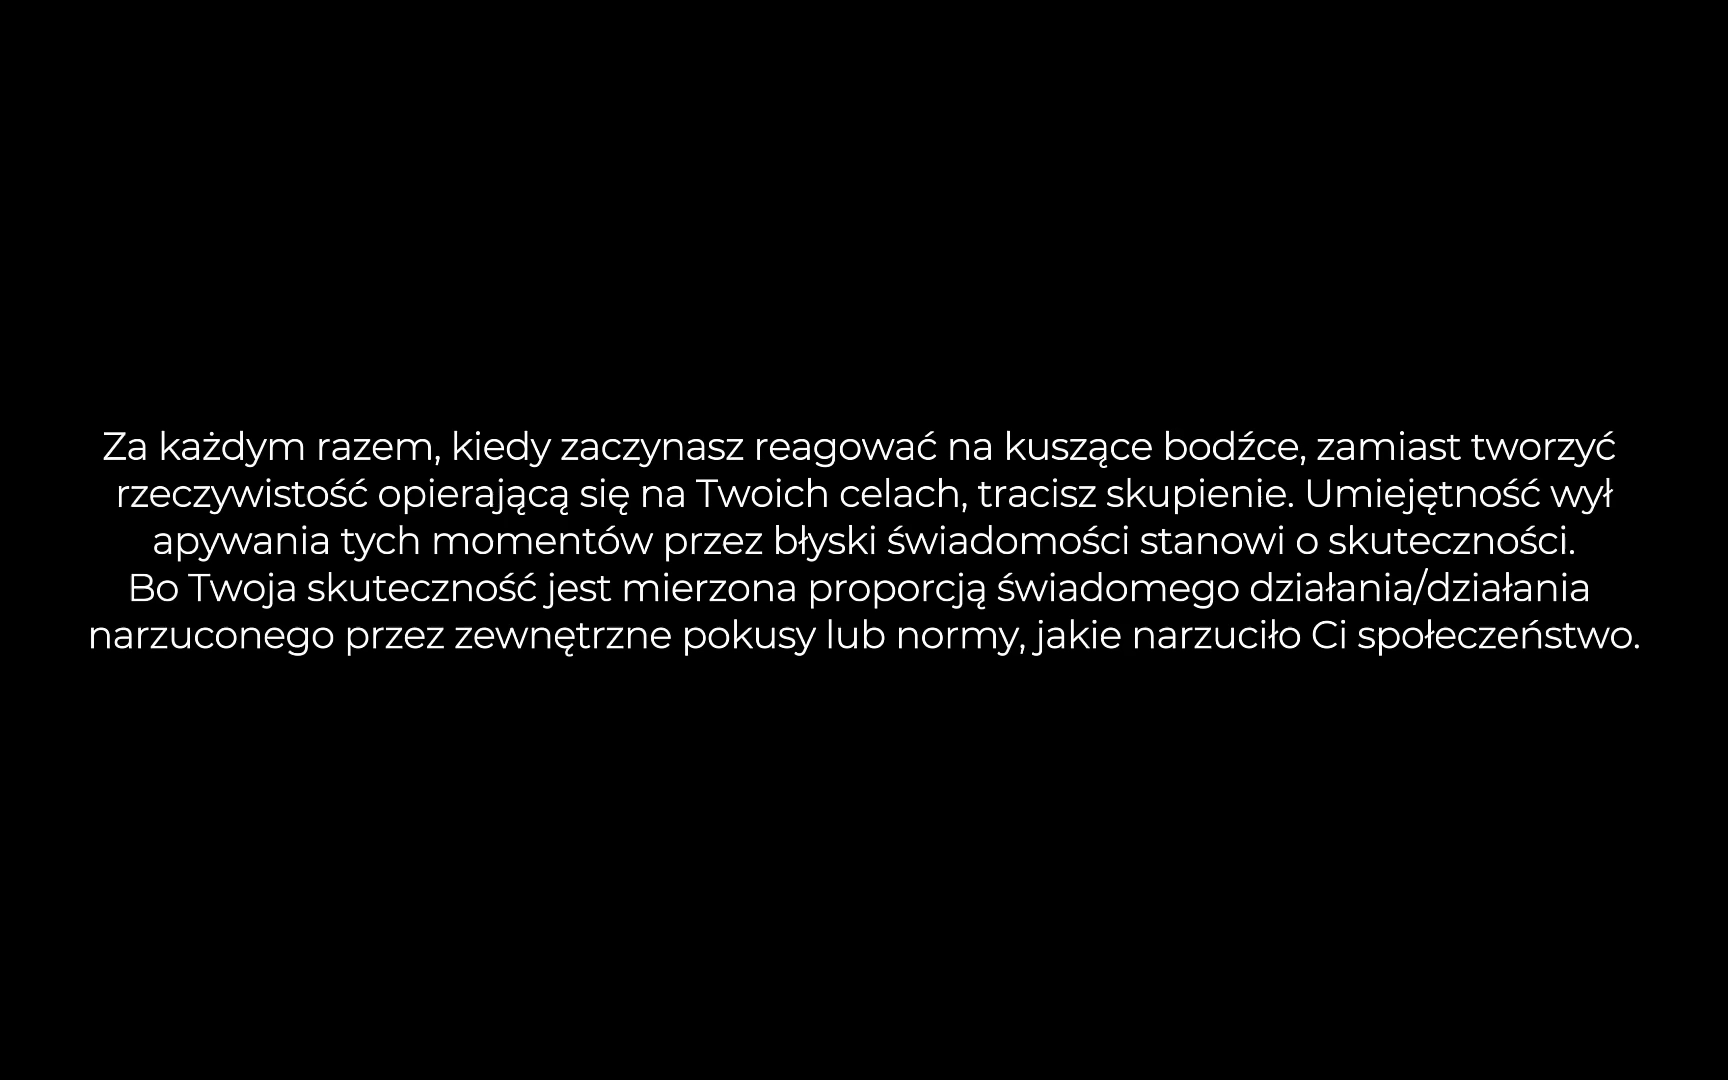 Za każdym razem, kiedy zaczynasz reagować na kuszące bodźce, zamiast tworzyć
rzeczywistość opierającą się na Twoich celach, tracisz skupienie. Umiejętność wył
apywania tych momentów przez błyski świadomości stanowi o skuteczności.
Bo Twoja skuteczność jest mierzona proporcją świadomego działania/działania
narzuconego przez zewnętrzne pokusy lub normy, jakie narzuciło Ci społeczeństwo.